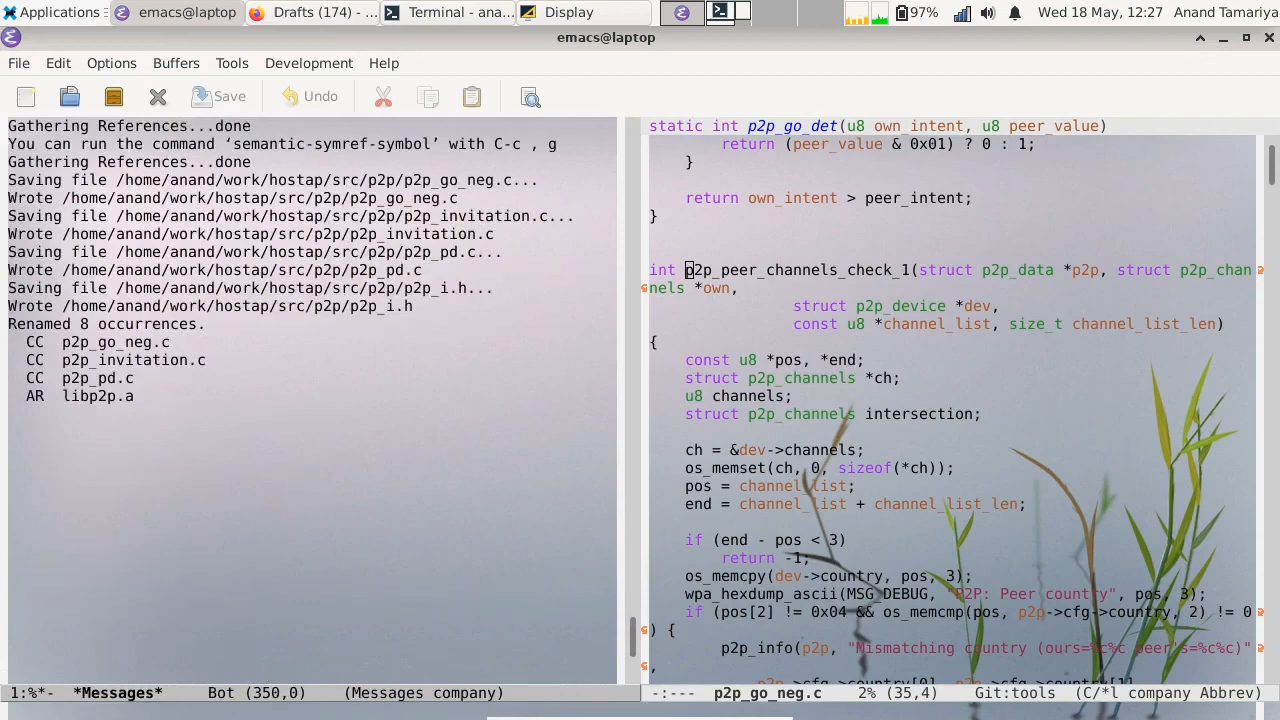 Applications
emacs@laptop
Drafts (174) - ...
Terminal - ana...
Display
97%
Wed 18 May, 12:27
Anand Tamariya
emacs@laptop
File Edit Options Buffers Tools Development Help
Save Undo
Gathering References...done
You can run the command ‘semantic-symref-symbol’ with C-c , g
Gathering References...done
Saving file /home/anand/work/hostap/src/p2p/p2p_go_neg.c...
Wrote /home/anand/work/hostap/src/p2p/p2p_go_neg.c
Saving file /home/anand/work/hostap/src/p2p/p2p_invitation.c...
Wrote /home/anand/work/hostap/src/p2p/p2p_invitation.c
Saving file /home/anand/work/hostap/src/p2p/p2p_pd.c...
Wrote /home/anand/work/hostap/src/p2p/p2p_pd.c
Saving file /home/anand/work/hostap/src/p2p/p2p_i.h...
Wrote /home/anand/work/hostap/src/p2p/p2p_i.h
Renamed 8 occurrences.
CC p2p_go_neg.c
CC p2p_invitation.c
CC p2p_pd.c
AR libp2p.a
1:%*- *Messages* Bot (350,0) (Messages company)
static int p2p_go_det(u8 own_intent, u8 peer_value)
return (peer_value & 0x01) ? 0 : 1;
}
return own_intent > peer_intent;
}
int p2p_peer_channels_check_1(struct p2p_data *p2p, struct p2p_chan
nels *own,
struct p2p_device *dev,
const u8 *channel_list, size_t channel_list_len)
{
const u8 *pos, *end;
struct p2p_channels *ch;
u8 channels;
struct p2p_channels intersection;
ch = &dev->channels;
os_memset(ch, 0, sizeof(*ch));
pos = channel_list;
end = channel_list + channel_list_len;
if (end - pos < 3)
return -1;
os_memcpy(dev->country, pos, 3);
wpa_hexdump_ascii(MSG_DEBUG, "P2P: Peer country", pos, 3);
if (pos[2] != 0x04 && os_memcmp(pos, p2p->cfg->country, 2) != 0
) {
p2p_info(p2p, "Mismatching country (ours=%c%c peer's=%c%c)"
,
p2p->cfg->country[0], p2p->cfg->country[1],
-:--- p2p_go_neg.c 2% (35,4) Git:tools (C/*l company Abbrev)